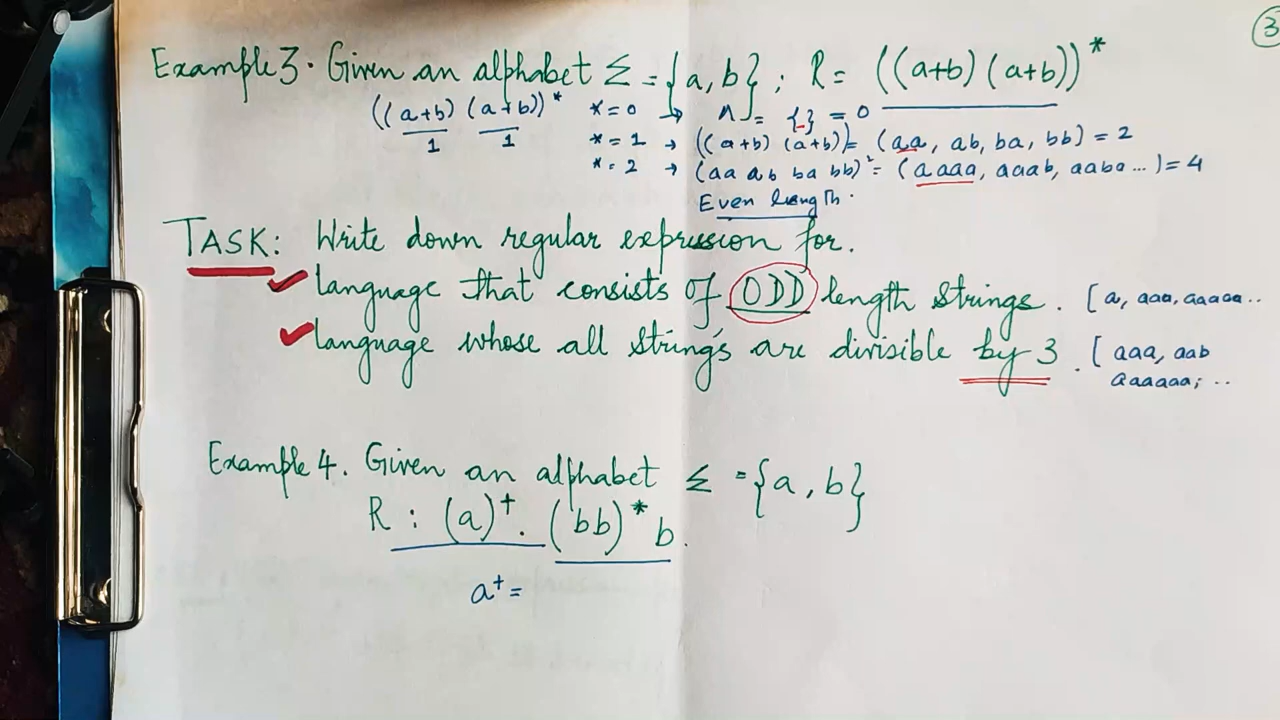 3
Example 3. Given an alphabet Σ = {a, b} ; R = ((a+b) (a+b))*
((a+b) (a+b))* *=0 → Λ = { } = 0
1 1 *=1 → ((a+b) (a+b)) = (aa, ab, ba, bb) = 2
*=2 → (aa ab ba bb)² = (aaaa, aaab, aaba ...) = 4
Even length.
TASK: Write down regular expression for.
✓ language that consists of ODD length strings. [a, aaa, aaaaa ..
✓ language whose all strings are divisible by 3. [aaa, aab
aaaaaa; ..
Example 4. Given an alphabet Σ = {a, b}
R : (a)⁺. (bb)* b.
a⁺ =